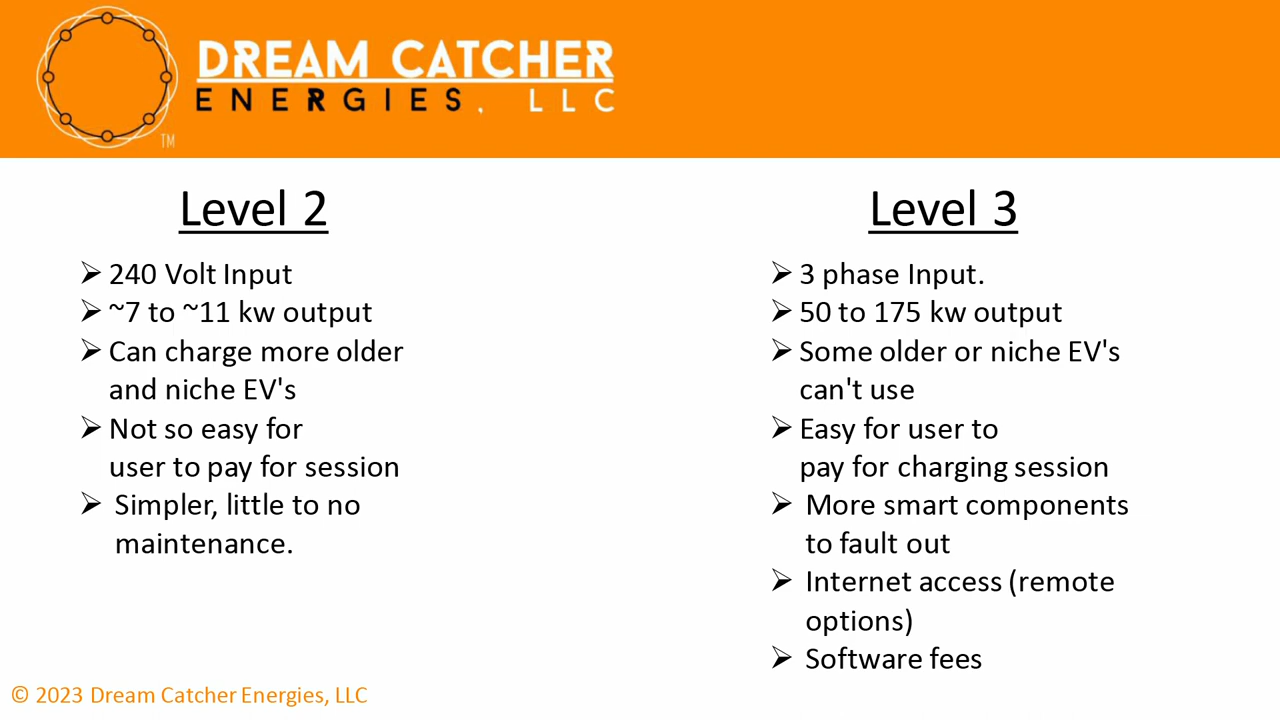 DREAM CATCHER
ENERGIES, LLC
TM
Level 2
➢ 240 Volt Input
➢ ~7 to ~11 kw output
➢ Can charge more older
and niche EV's
➢ Not so easy for
user to pay for session
➢ Simpler, little to no
maintenance.
Level 3
➢ 3 phase Input.
➢ 50 to 175 kw output
➢ Some older or niche EV's
can't use
➢ Easy for user to
pay for charging session
➢ More smart components
to fault out
➢ Internet access (remote
options)
➢ Software fees
© 2023 Dream Catcher Energies, LLC